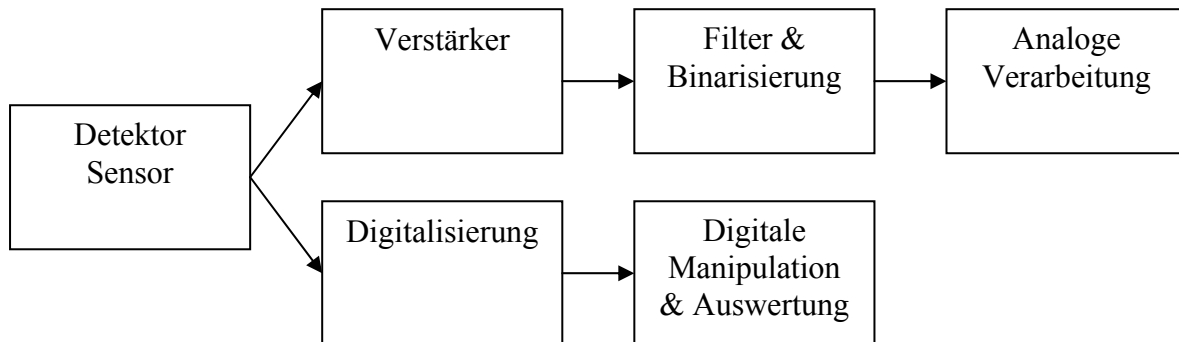 Detektor
Sensor
Verstärker
Filter &
Binarisierung
Analoge
Verarbeitung
Digitalisierung
Digitale
Manipulation
& Auswertung